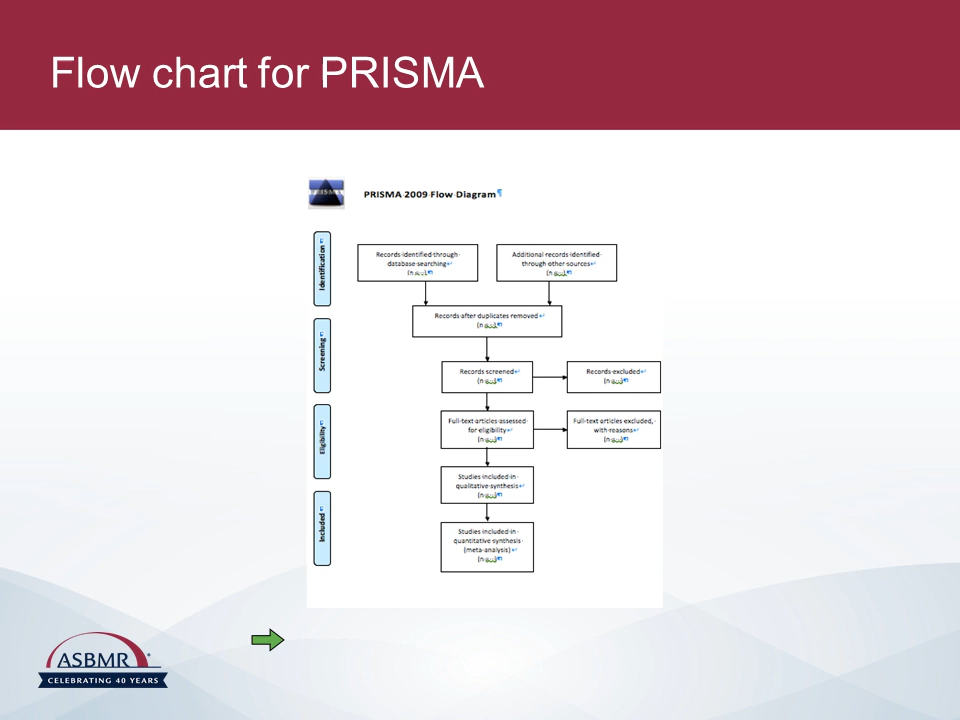 Flow chart for PRISMA
PRISMA
PRISMA 2009 Flow Diagram
Identification
Records identified through
database searching
(n = )
Additional records identified
through other sources
(n = )
Records after duplicates removed
(n = )
Screening
Records screened
(n = )
Records excluded
(n = )
Eligibility
Full-text articles assessed
for eligibility
(n = )
Full-text articles excluded,
with reasons
(n = )
Included
Studies included in
qualitative synthesis
(n = )
Studies included in
quantitative synthesis
(meta-analysis)
(n = )
ASBMR
CELEBRATING 40 YEARS